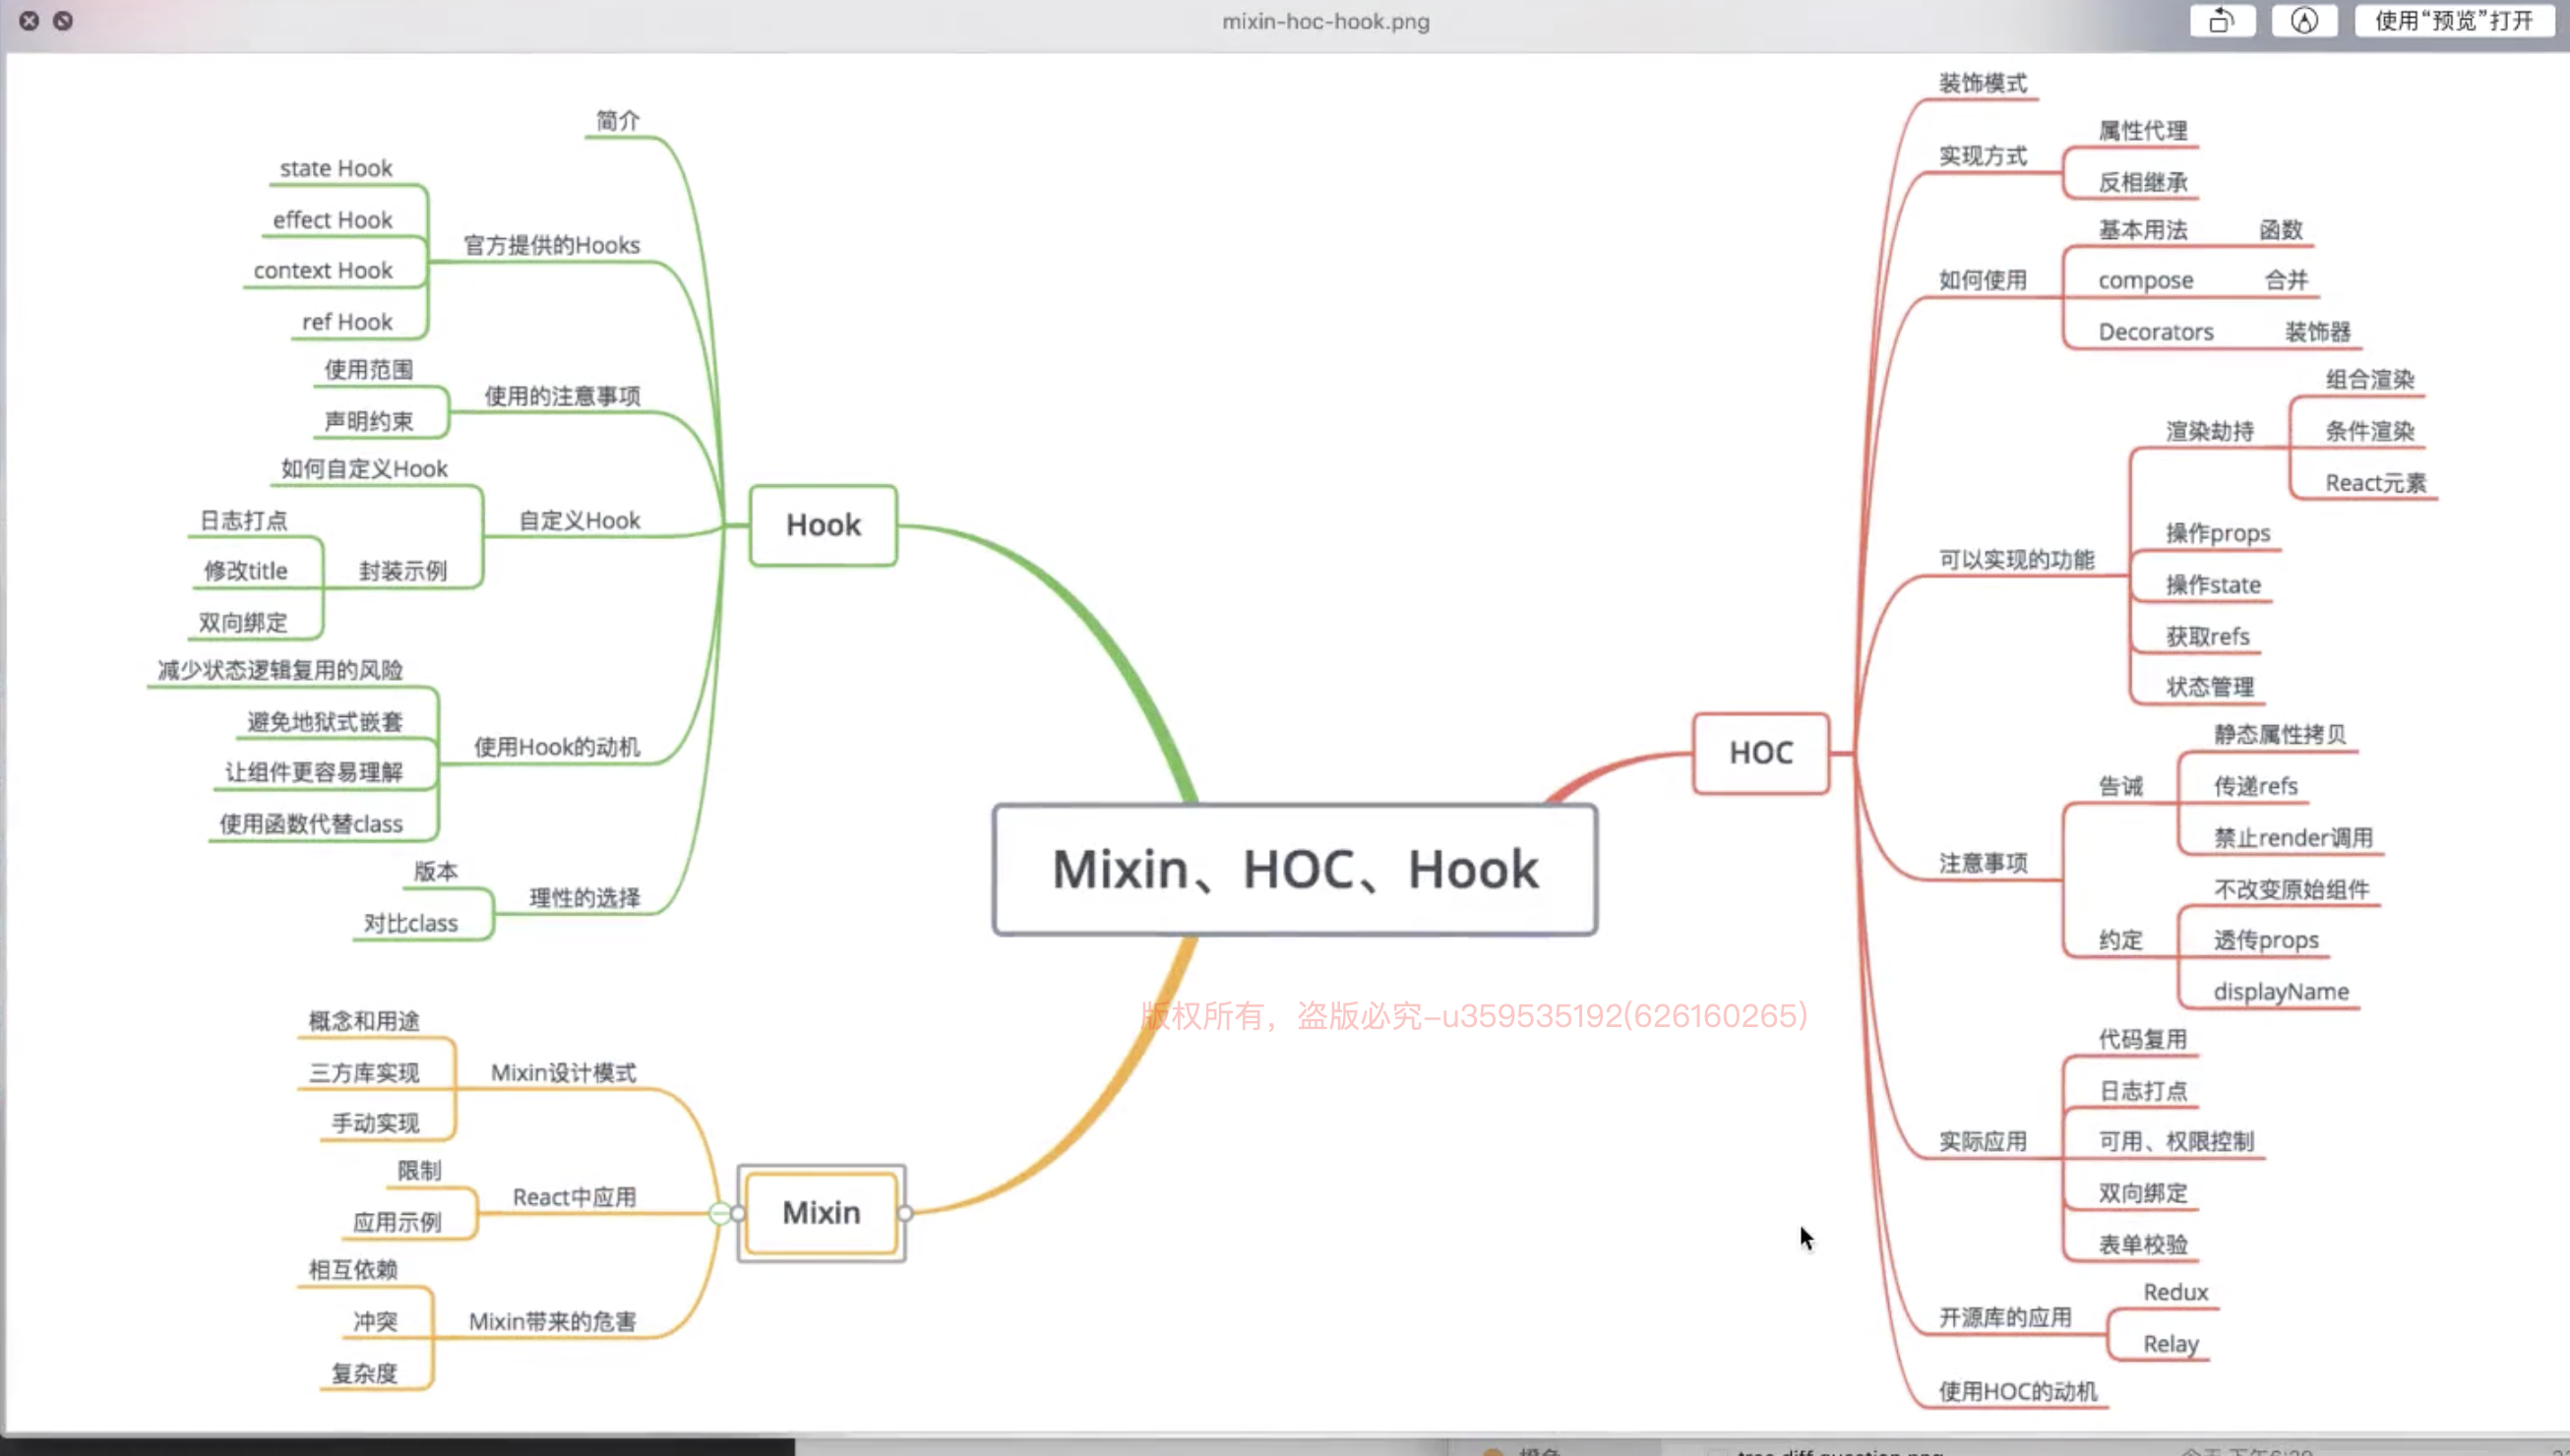 mixin-hoc-hook.png
使用“预览”打开
Mixin、HOC、Hook
Hook
简介
官方提供的Hooks
state Hook
effect Hook
context Hook
ref Hook
使用的注意事项
使用范围
声明约束
自定义Hook
如何自定义Hook
封装示例
日志打点
修改title
双向绑定
使用Hook的动机
减少状态逻辑复用的风险
避免地狱式嵌套
让组件更容易理解
使用函数代替class
理性的选择
版本
对比class
Mixin
Mixin设计模式
概念和用途
三方库实现
手动实现
React中应用
限制
应用示例
Mixin带来的危害
相互依赖
冲突
复杂度
HOC
装饰模式
实现方式
属性代理
反相继承
如何使用
基本用法 函数
compose 合并
Decorators 装饰器
可以实现的功能
渲染劫持
组合渲染
条件渲染
React元素
操作props
操作state
获取refs
状态管理
注意事项
告诫
静态属性拷贝
传递refs
禁止render调用
约定
不改变原始组件
透传props
displayName
实际应用
代码复用
日志打点
可用、权限控制
双向绑定
表单校验
开源库的应用
Redux
Relay
使用HOC的动机
版权所有，盗版必究-u359535192(626160265)